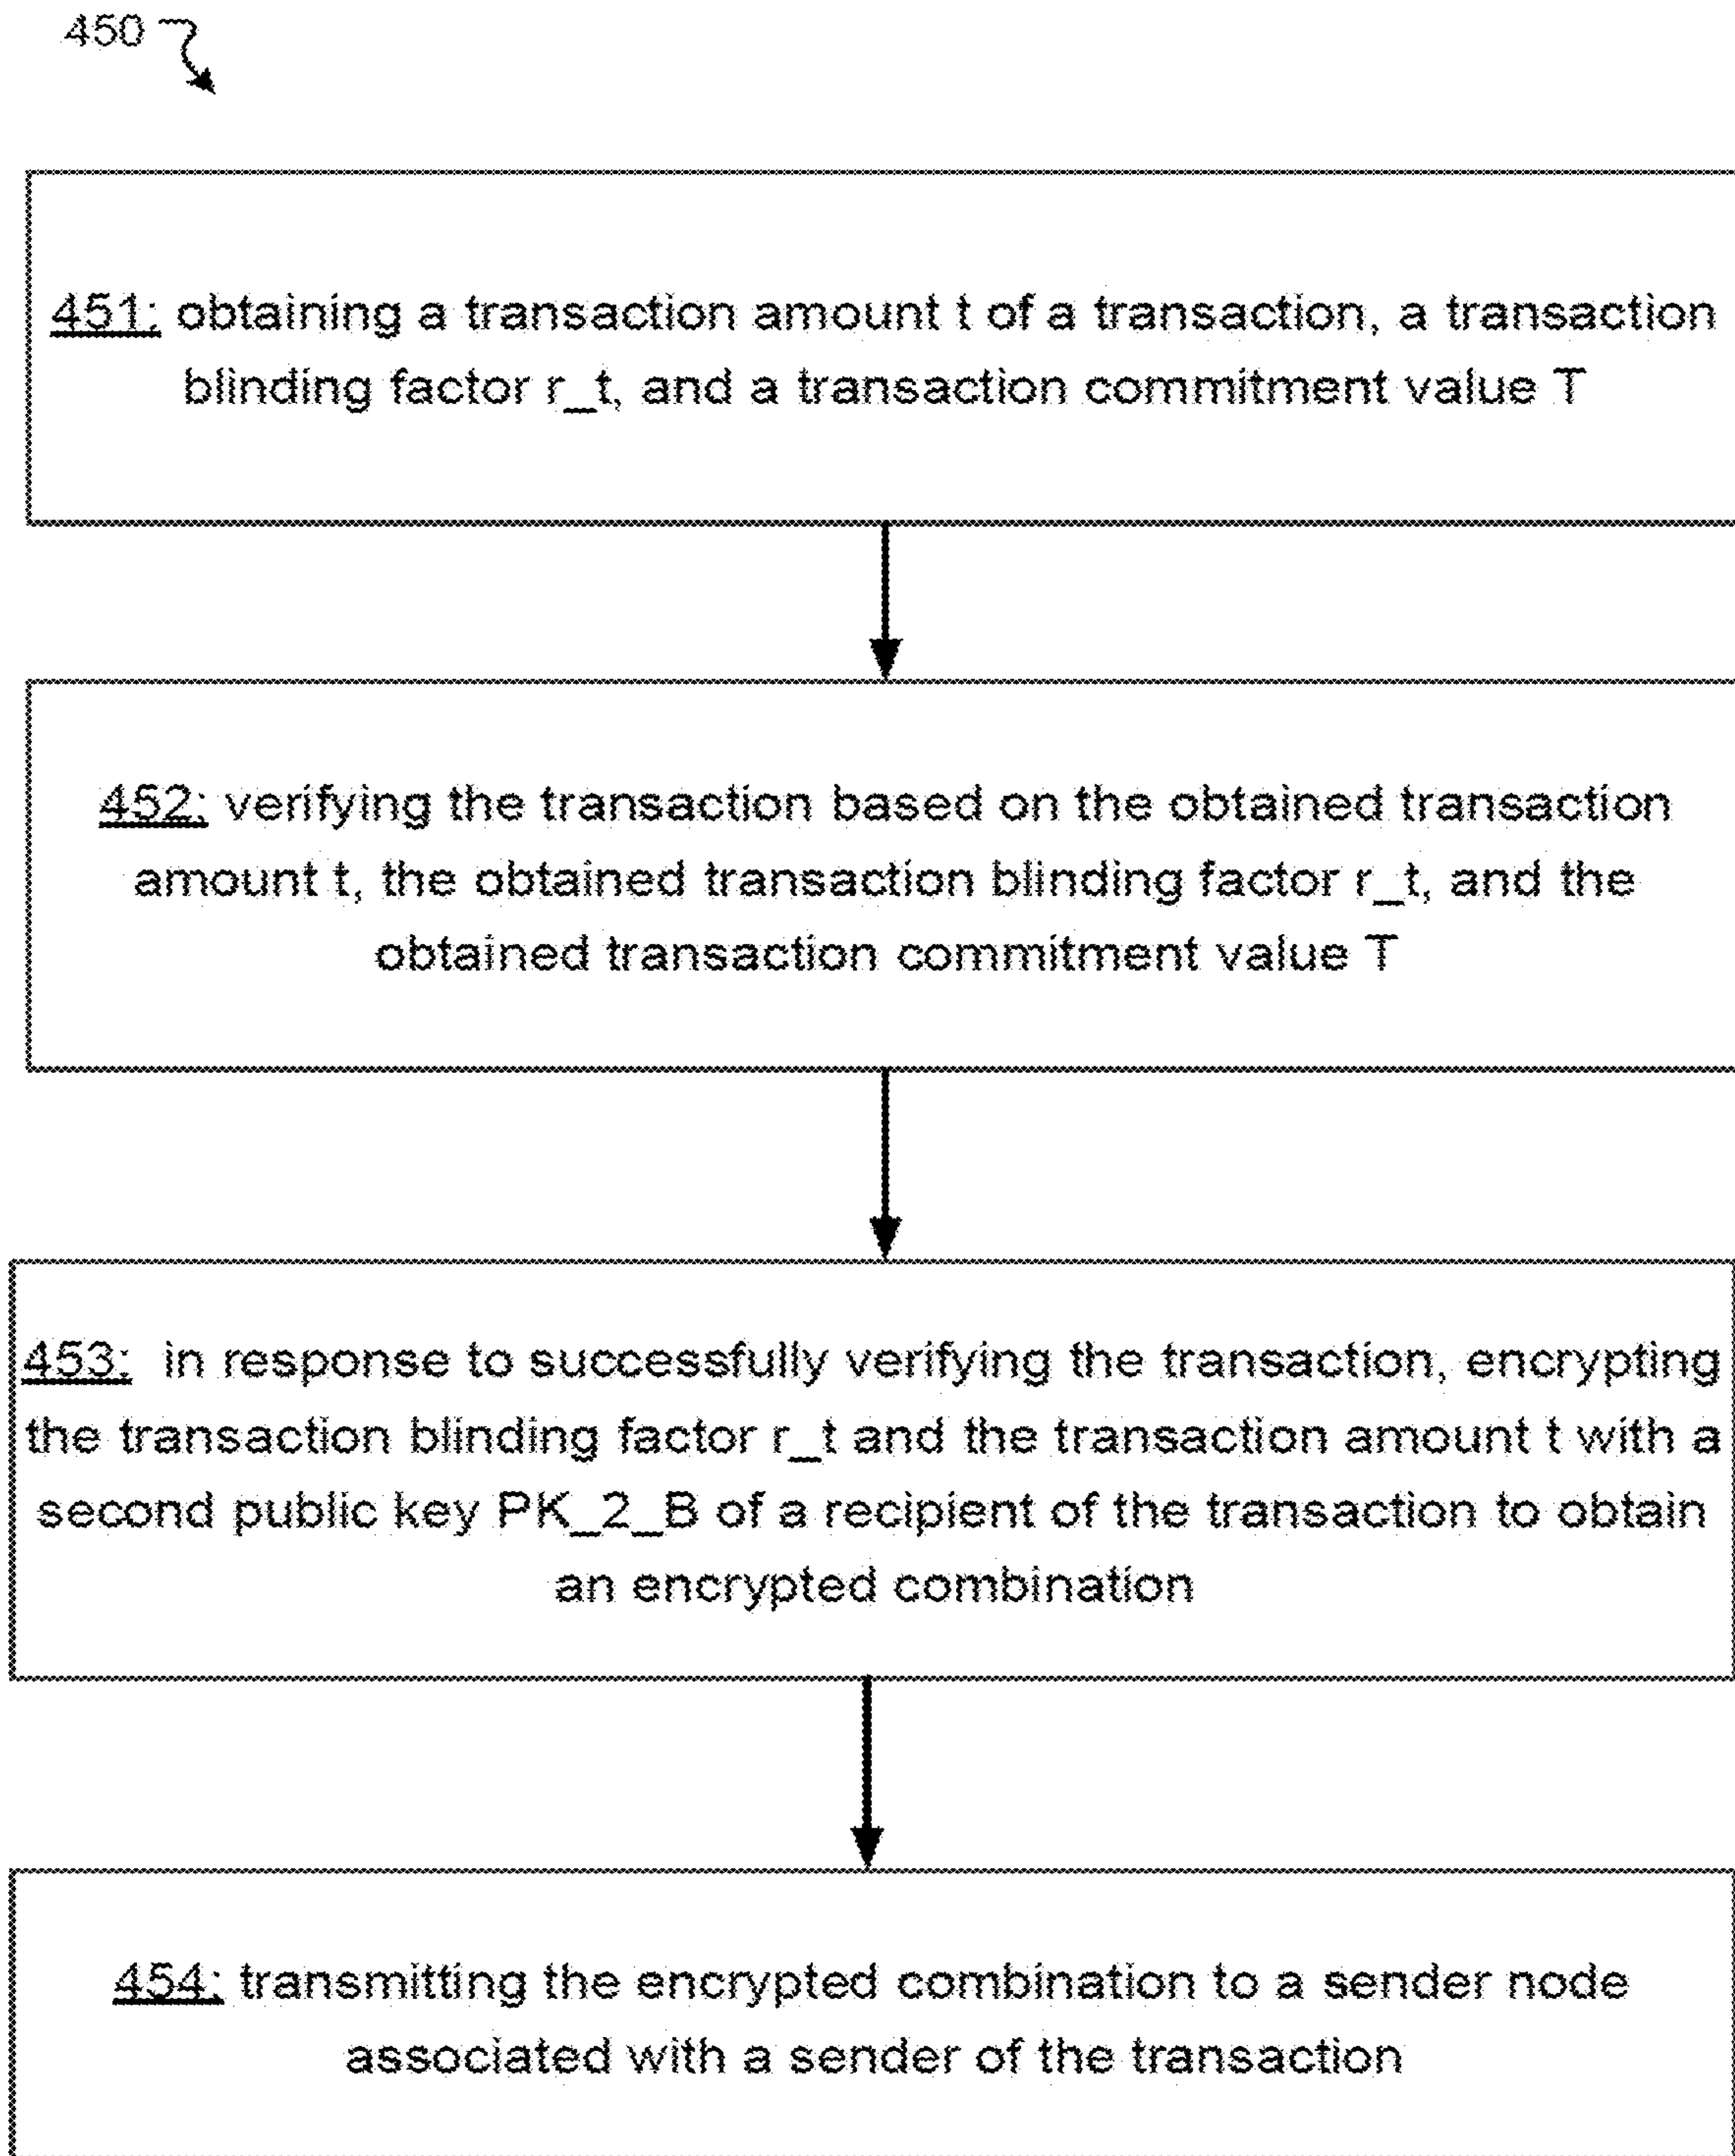 450
451: obtaining a transaction amount t of a transaction, a transaction
blinding factor r_t, and a transaction commitment value T
452: verifying the transaction based on the obtained transaction
amount t, the obtained transaction blinding factor r_t, and the
obtained transaction commitment value T
453: in response to successfully verifying the transaction, encrypting
the transaction blinding factor r_t and the transaction amount t with a
second public key PK_2_B of a recipient of the transaction to obtain
an encrypted combination
454: transmitting the encrypted combination to a sender node
associated with a sender of the transaction